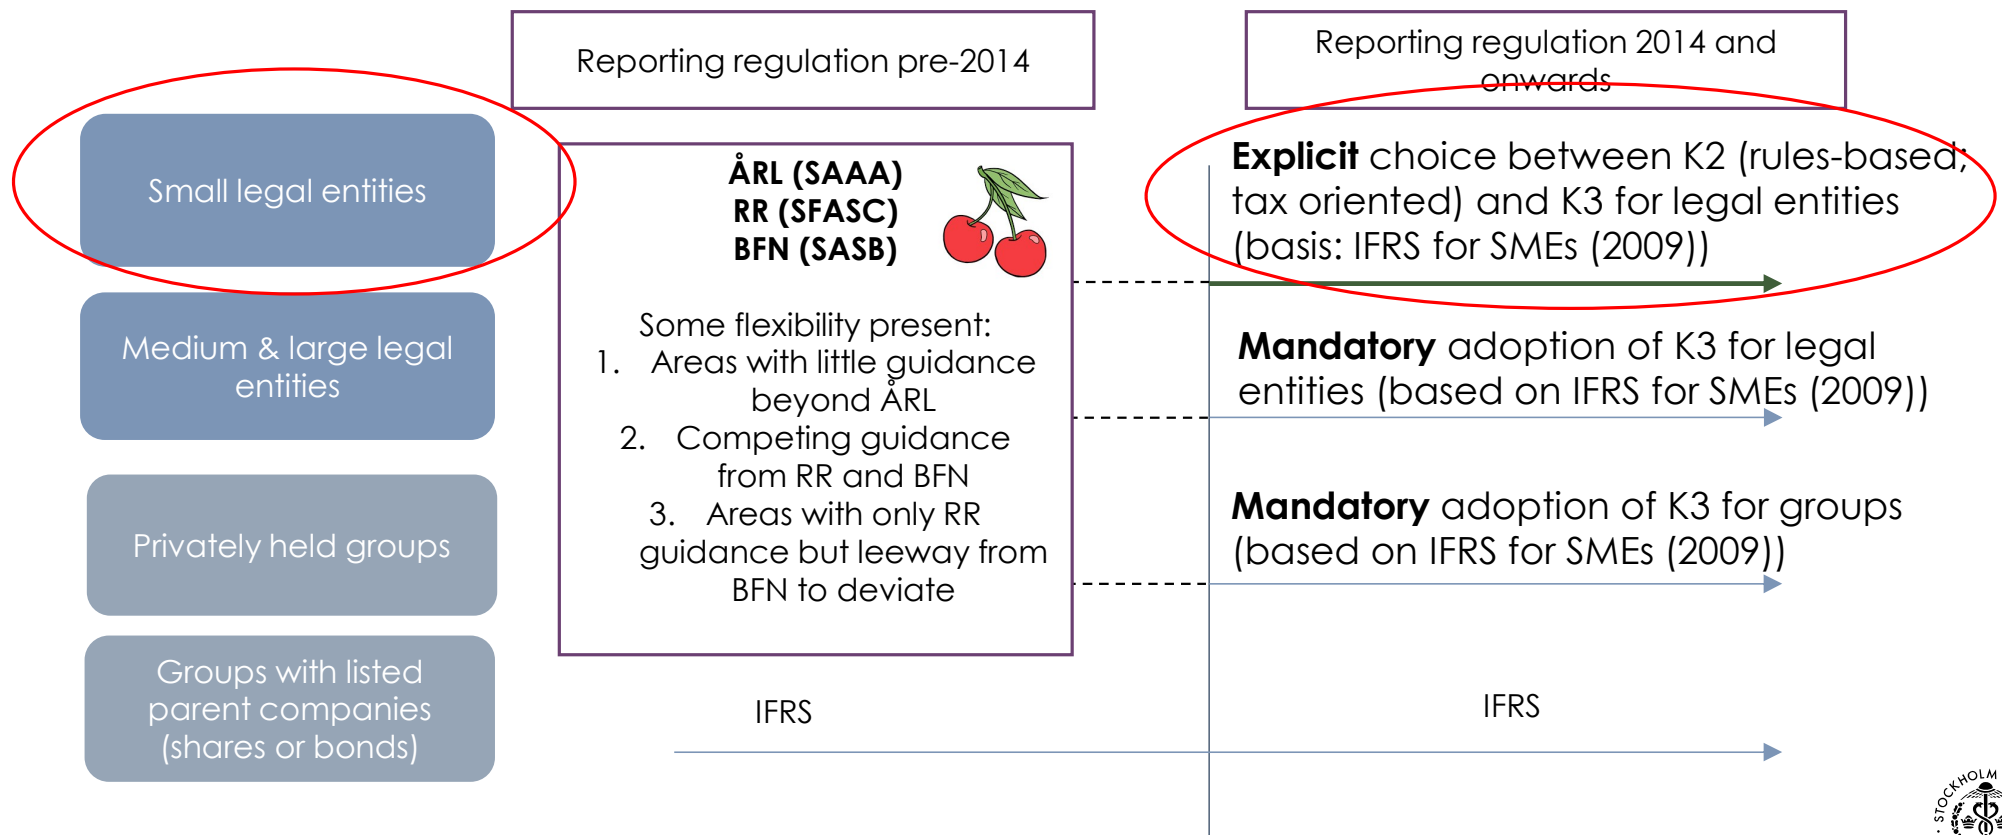 Reporting regulation pre-2014
Reporting regulation 2014 and
onwards
Small legal entities
Medium & large legal
entities
Privately held groups
Groups with listed
parent companies
(shares or bonds)
ÅRL (SAAA)
RR (SFASC)
BFN (SASB)
Some flexibility present:
1. Areas with little guidance
beyond ÅRL
2. Competing guidance
from RR and BFN
3. Areas with only RR
guidance but leeway from
BFN to deviate
IFRS
Explicit choice between K2 (rules-based;
tax oriented) and K3 for legal entities
(basis: IFRS for SMEs (2009))
Mandatory adoption of K3 for legal
entities (based on IFRS for SMEs (2009))
Mandatory adoption of K3 for groups
(based on IFRS for SMEs (2009))
IFRS
STOCKHOLM